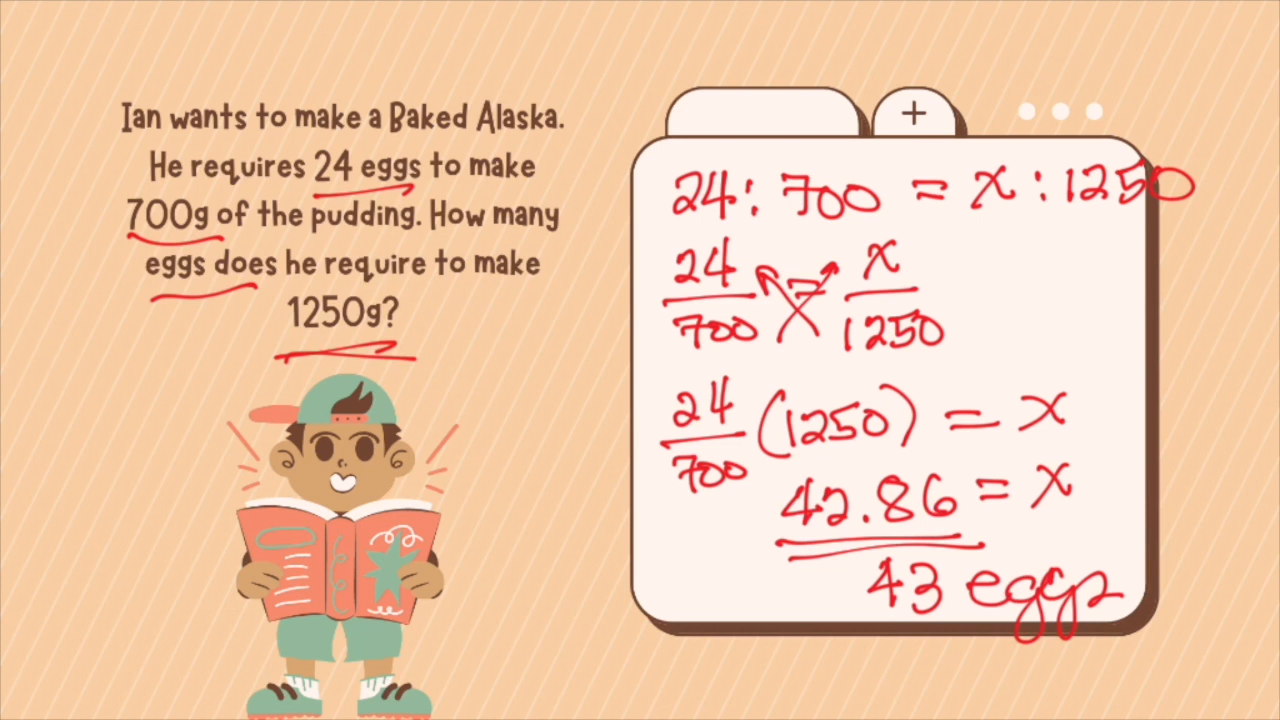 Ian wants to make a Baked Alaska.
He requires 24 eggs to make
700g of the pudding. How many
eggs does he require to make
1250g?
+
24 : 700 = x : 1250
24/700 = x/1250
24/700 (1250) = x
42.86 = x
43 eggs